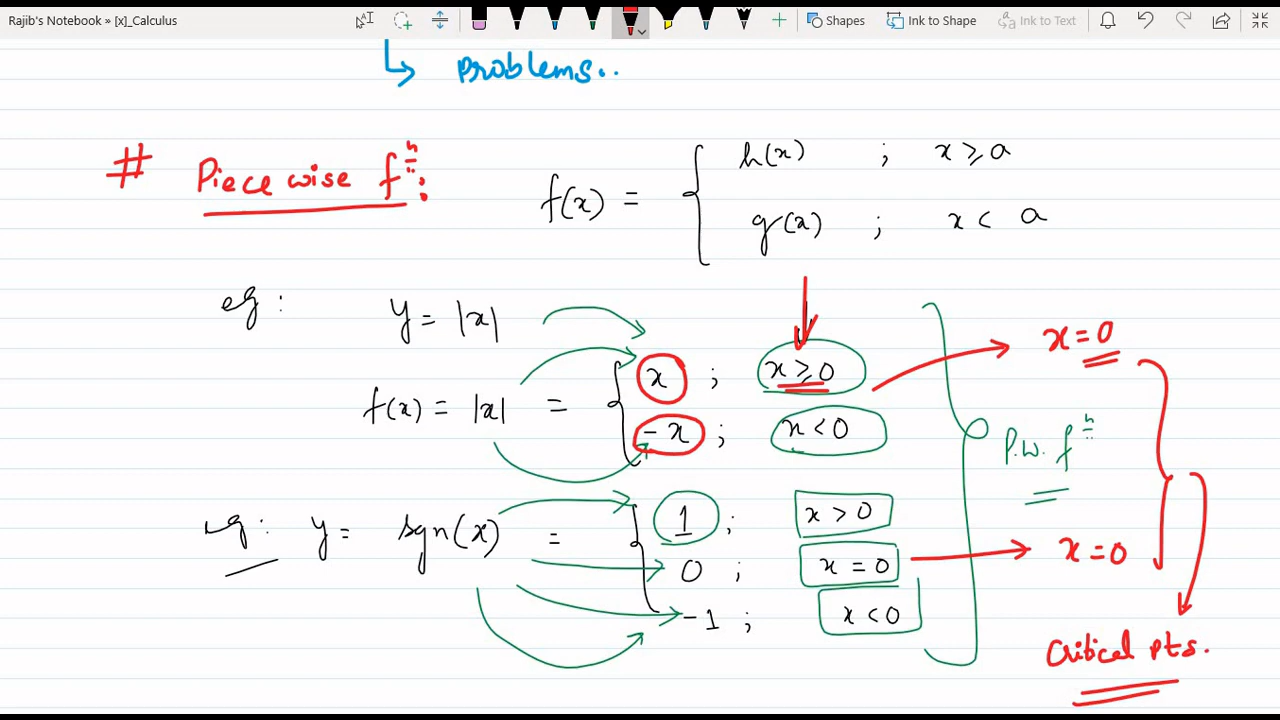 Rajib's Notebook » [x]_Calculus
Shapes Ink to Shape Ink to Text
↳ Problems..
# Piece wise fⁿ:
f(x) = { h(x) ; x ≥ a
g(x) ; x < a
eg: y = |x|
f(x) = |x| = { x ; x ≥ 0
-x ; x < 0
x = 0
P.W. fⁿ
eg: y = sgn(x) = { 1 ; x > 0
0 ; x = 0
-1 ; x < 0
x = 0
Critical pts.